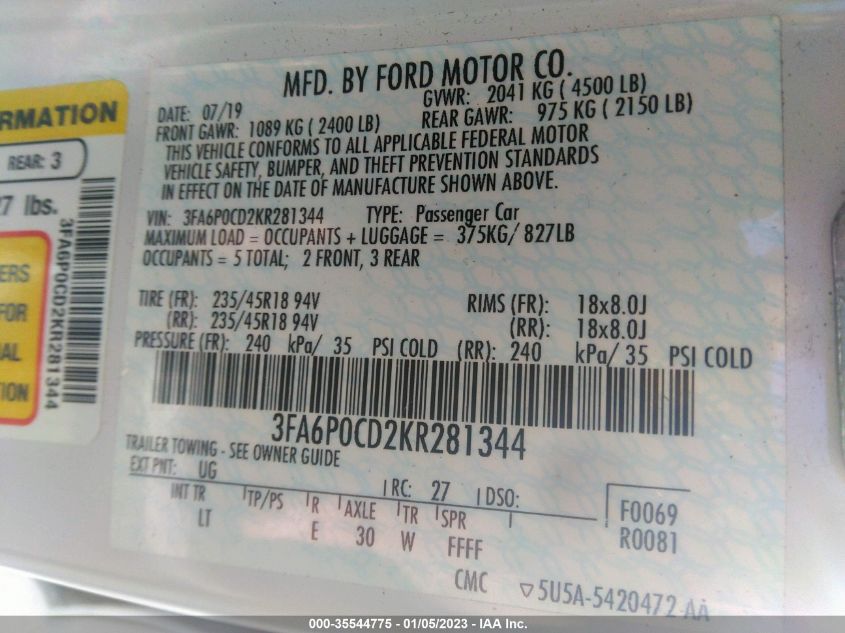 MFD. BY FORD MOTOR CO.
DATE: 07/19 GVWR: 2041 KG ( 4500 LB)
FRONT GAWR: 1089 KG ( 2400 LB) REAR GAWR: 975 KG ( 2150 LB)
THIS VEHICLE CONFORMS TO ALL APPLICABLE FEDERAL MOTOR
VEHICLE SAFETY, BUMPER, AND THEFT PREVENTION STANDARDS
IN EFFECT ON THE DATE OF MANUFACTURE SHOWN ABOVE.
VIN: 3FA6P0CD2KR281344 TYPE: Passenger Car
MAXIMUM LOAD = OCCUPANTS + LUGGAGE = 375KG/ 827LB
OCCUPANTS = 5 TOTAL; 2 FRONT, 3 REAR
TIRE (FR): 235/45R18 94V RIMS (FR): 18x8.0J
(RR): 235/45R18 94V (RR): 18x8.0J
PRESSURE (FR): 240 kPa/ 35 PSI COLD (RR): 240 kPa/ 35 PSI COLD
3FA6P0CD2KR281344
TRAILER TOWING - SEE OWNER GUIDE
EXT PNT: UG RC: 27 DSO:
INT TR TP/PS R AXLE TR SPR
LT E 30 W FFFF
F0069
R0081
CMC ▽5U5A-5420472-AA
RMATION
REAR: 3
7 lbs.
3FA6P0CD2KR281344
ERS
FOR
AL
TION
000-35544775 - 01/05/2023 - IAA Inc.